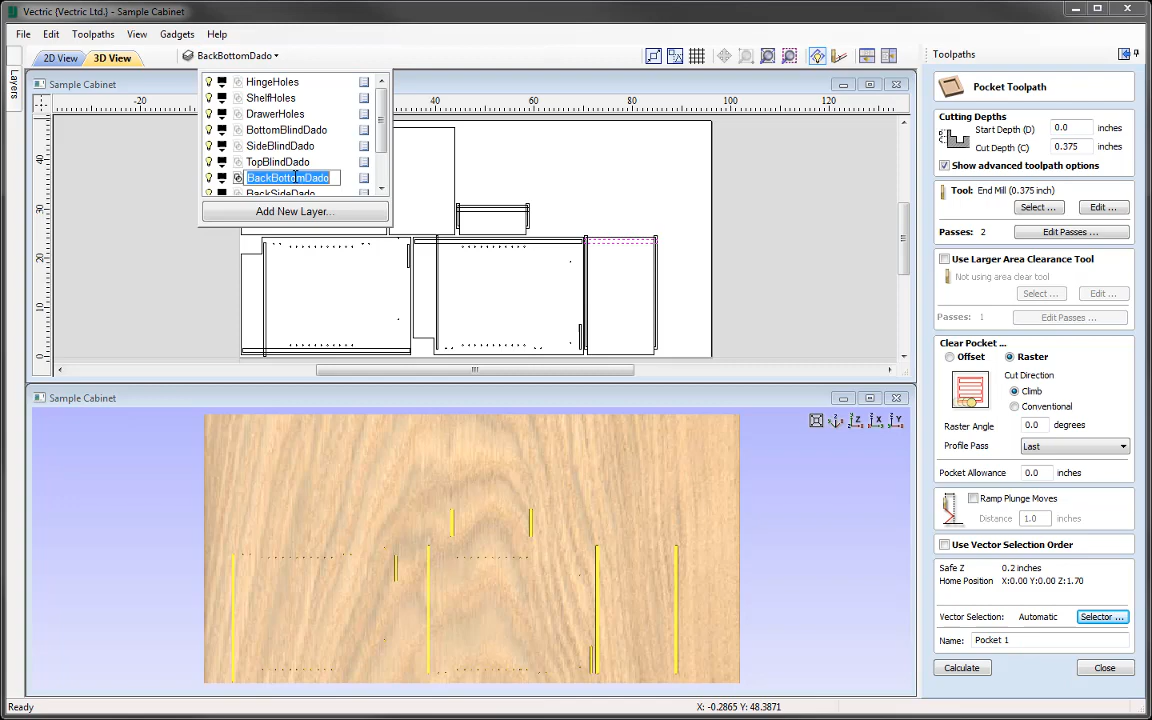 Vectric {Vectric Ltd.} - Sample Cabinet
File Edit Toolpaths View Gadgets Help
2D View 3D View BackBottomDado
Layers
Sample Cabinet
-20 40 60 80 100 120
HingeHoles
ShelfHoles
DrawerHoles
BottomBlindDado
SideBlindDado
TopBlindDado
BackBottomDado
BackSideDado
Add New Layer...
40
30
20
10
0
Sample Cabinet
Z X Y
Toolpaths
Pocket Toolpath
Cutting Depths
Start Depth (D) 0.0 inches
Cut Depth (C) 0.375 inches
Show advanced toolpath options
Tool: End Mill (0.375 inch)
Select ... Edit ...
Passes: 2 Edit Passes ...
Use Larger Area Clearance Tool
Not using area clear tool
Select ... Edit ...
Passes: 1 Edit Passes ...
Clear Pocket ...
Offset Raster
Cut Direction
Climb
Conventional
Raster Angle 0.0 degrees
Profile Pass Last
Pocket Allowance 0.0 inches
Ramp Plunge Moves
Distance 1.0 inches
Use Vector Selection Order
Safe Z 0.2 inches
Home Position X:0.00 Y:0.00 Z:1.70
Vector Selection: Automatic Selector ...
Name: Pocket 1
Calculate Close
Ready X: -0.2865 Y: 48.3871